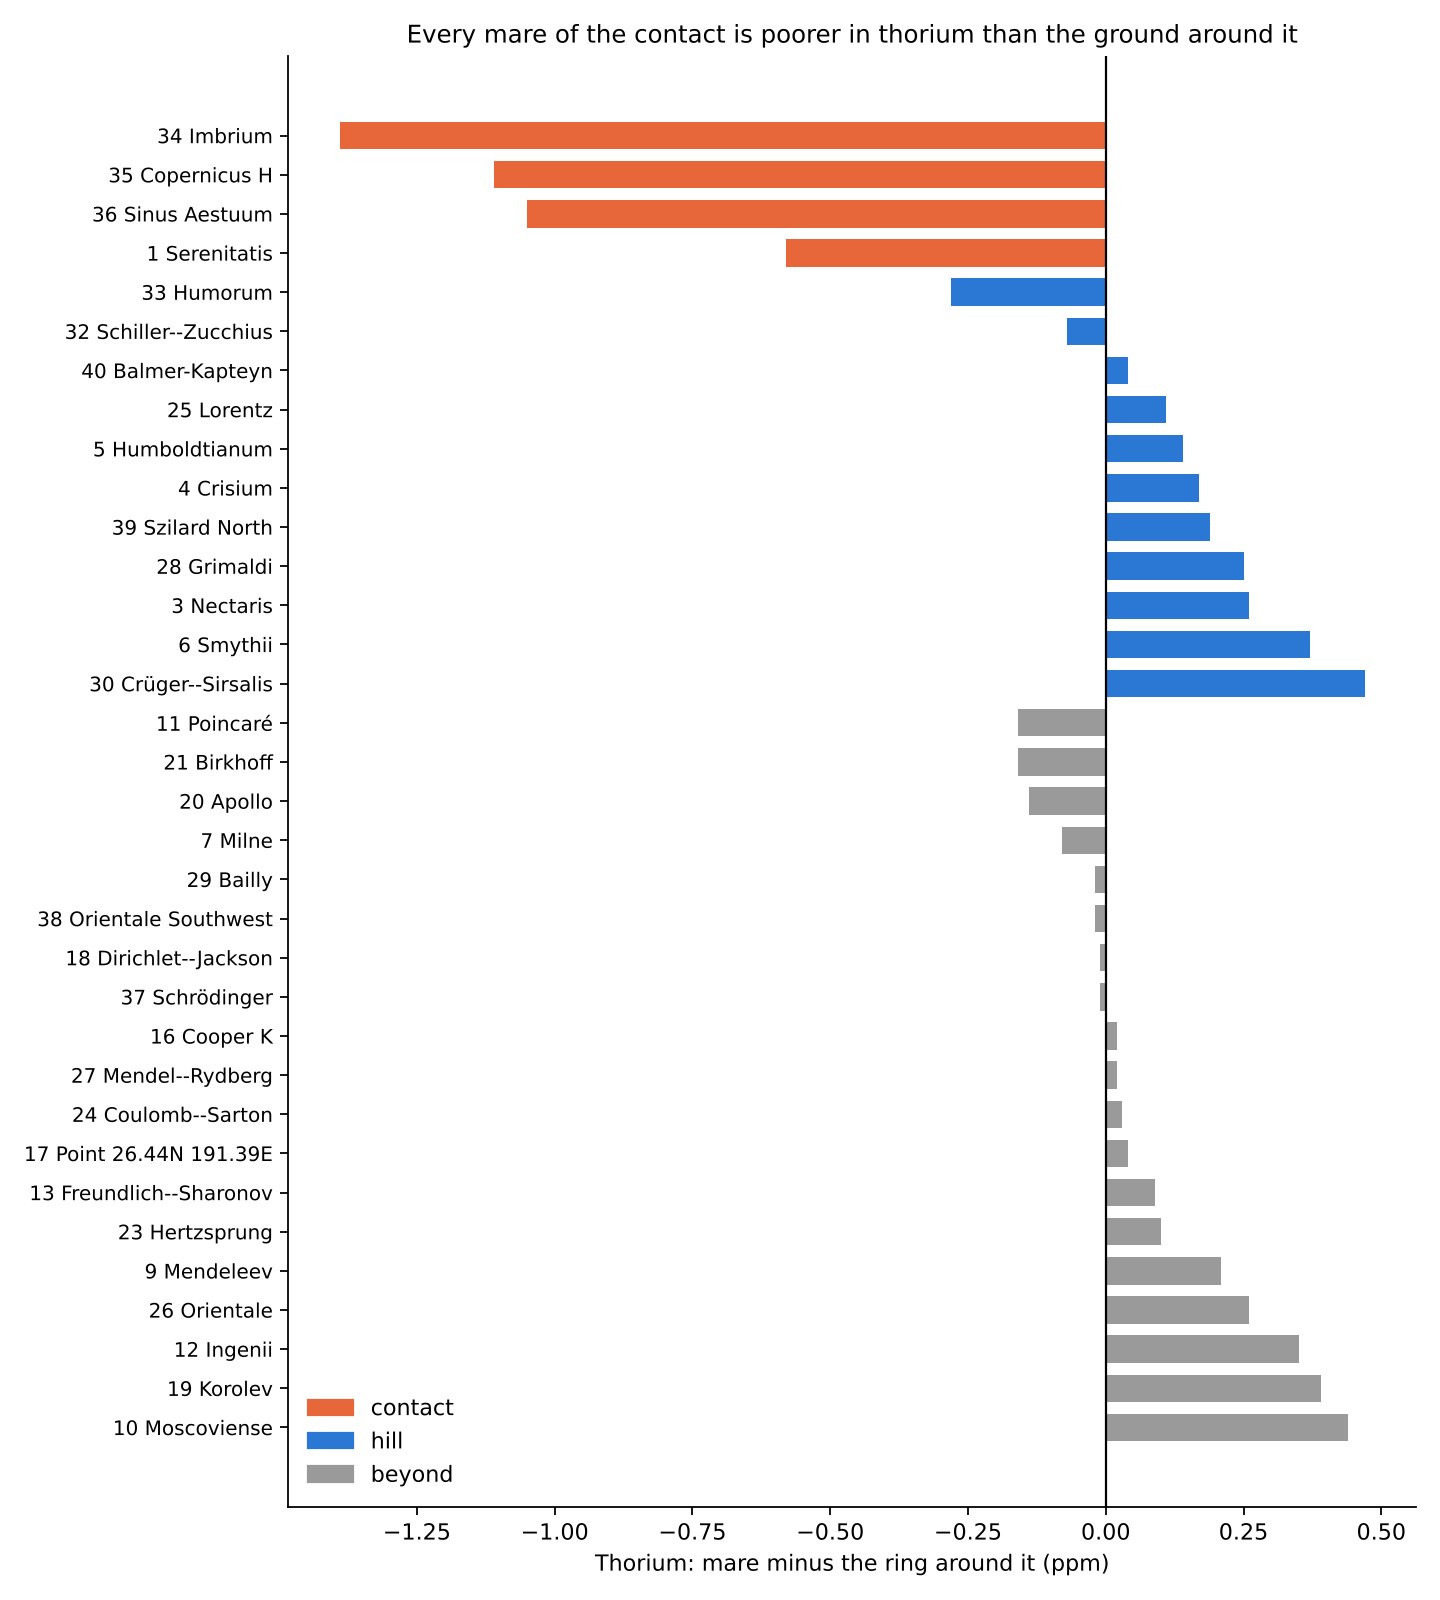 Every mare of the contact is poorer in thorium than the ground around it
34 Imbrium
35 Copernicus H
36 Sinus Aestuum
1 Serenitatis
33 Humorum
32 Schiller--Zucchius
40 Balmer-Kapteyn
25 Lorentz
5 Humboldtianum
4 Crisium
39 Szilard North
28 Grimaldi
3 Nectaris
6 Smythii
30 Crüger--Sirsalis
11 Poincaré
21 Birkhoff
20 Apollo
7 Milne
29 Bailly
38 Orientale Southwest
18 Dirichlet--Jackson
37 Schrödinger
16 Cooper K
27 Mendel--Rydberg
24 Coulomb--Sarton
17 Point 26.44N 191.39E
13 Freundlich--Sharonov
23 Hertzsprung
9 Mendeleev
26 Orientale
12 Ingenii
19 Korolev
10 Moscoviense
contact
hill
beyond
−1.25 −1.00 −0.75 −0.50 −0.25 0.00 0.25 0.50
Thorium: mare minus the ring around it (ppm)